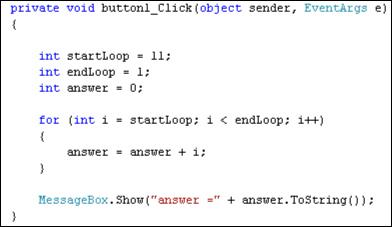 private void button1_Click(object sender, EventArgs e)
{
int startLoop = 11;
int endLoop = 1;
int answer = 0;
for (int i = startLoop; i < endLoop; i++)
{
answer = answer + i;
}
MessageBox.Show("answer =" + answer.ToString());
}